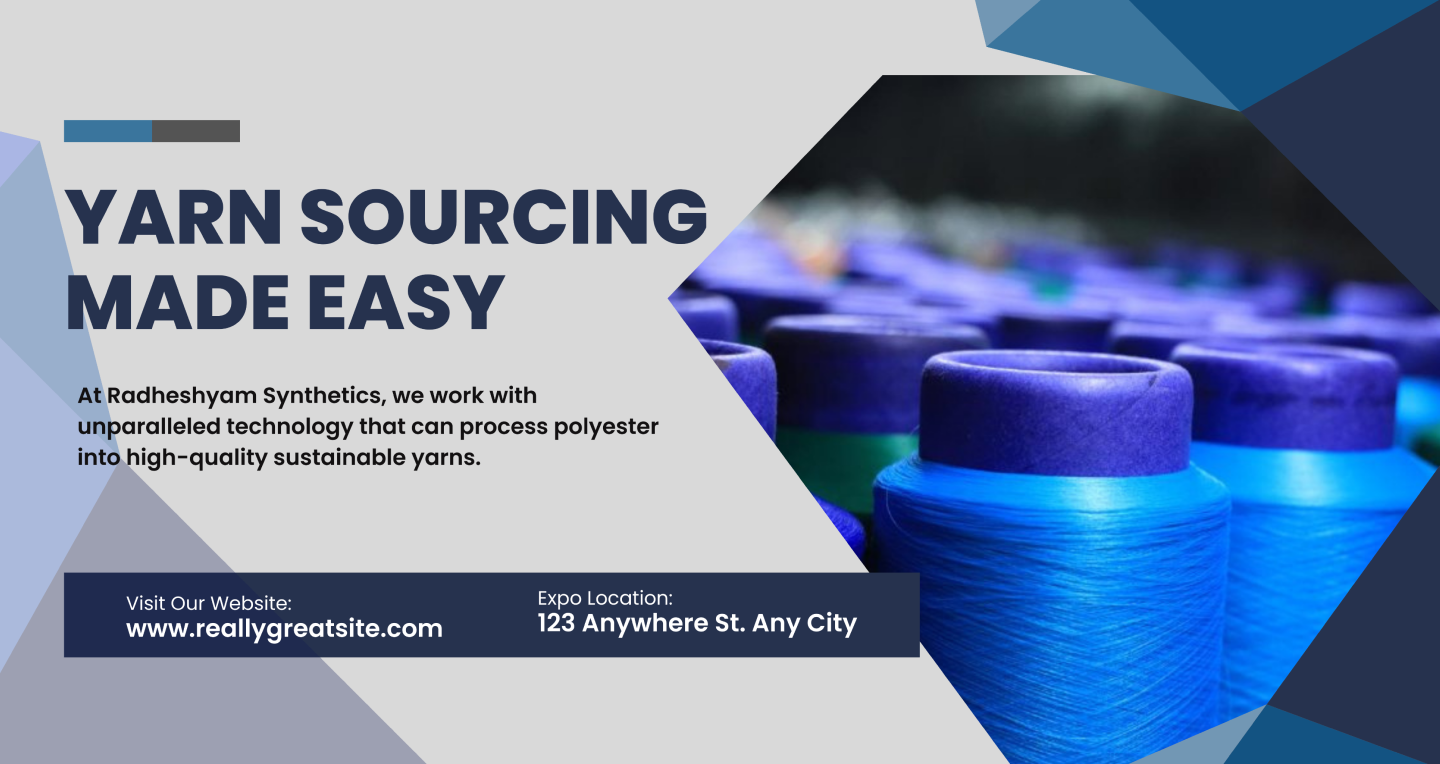 YARN SOURCING
MADE EASY
At Radheshyam Synthetics, we work with
unparalleled technology that can process polyester
into high-quality sustainable yarns.
Visit Our Website:
www.reallygreatsite.com
Expo Location:
123 Anywhere St. Any City